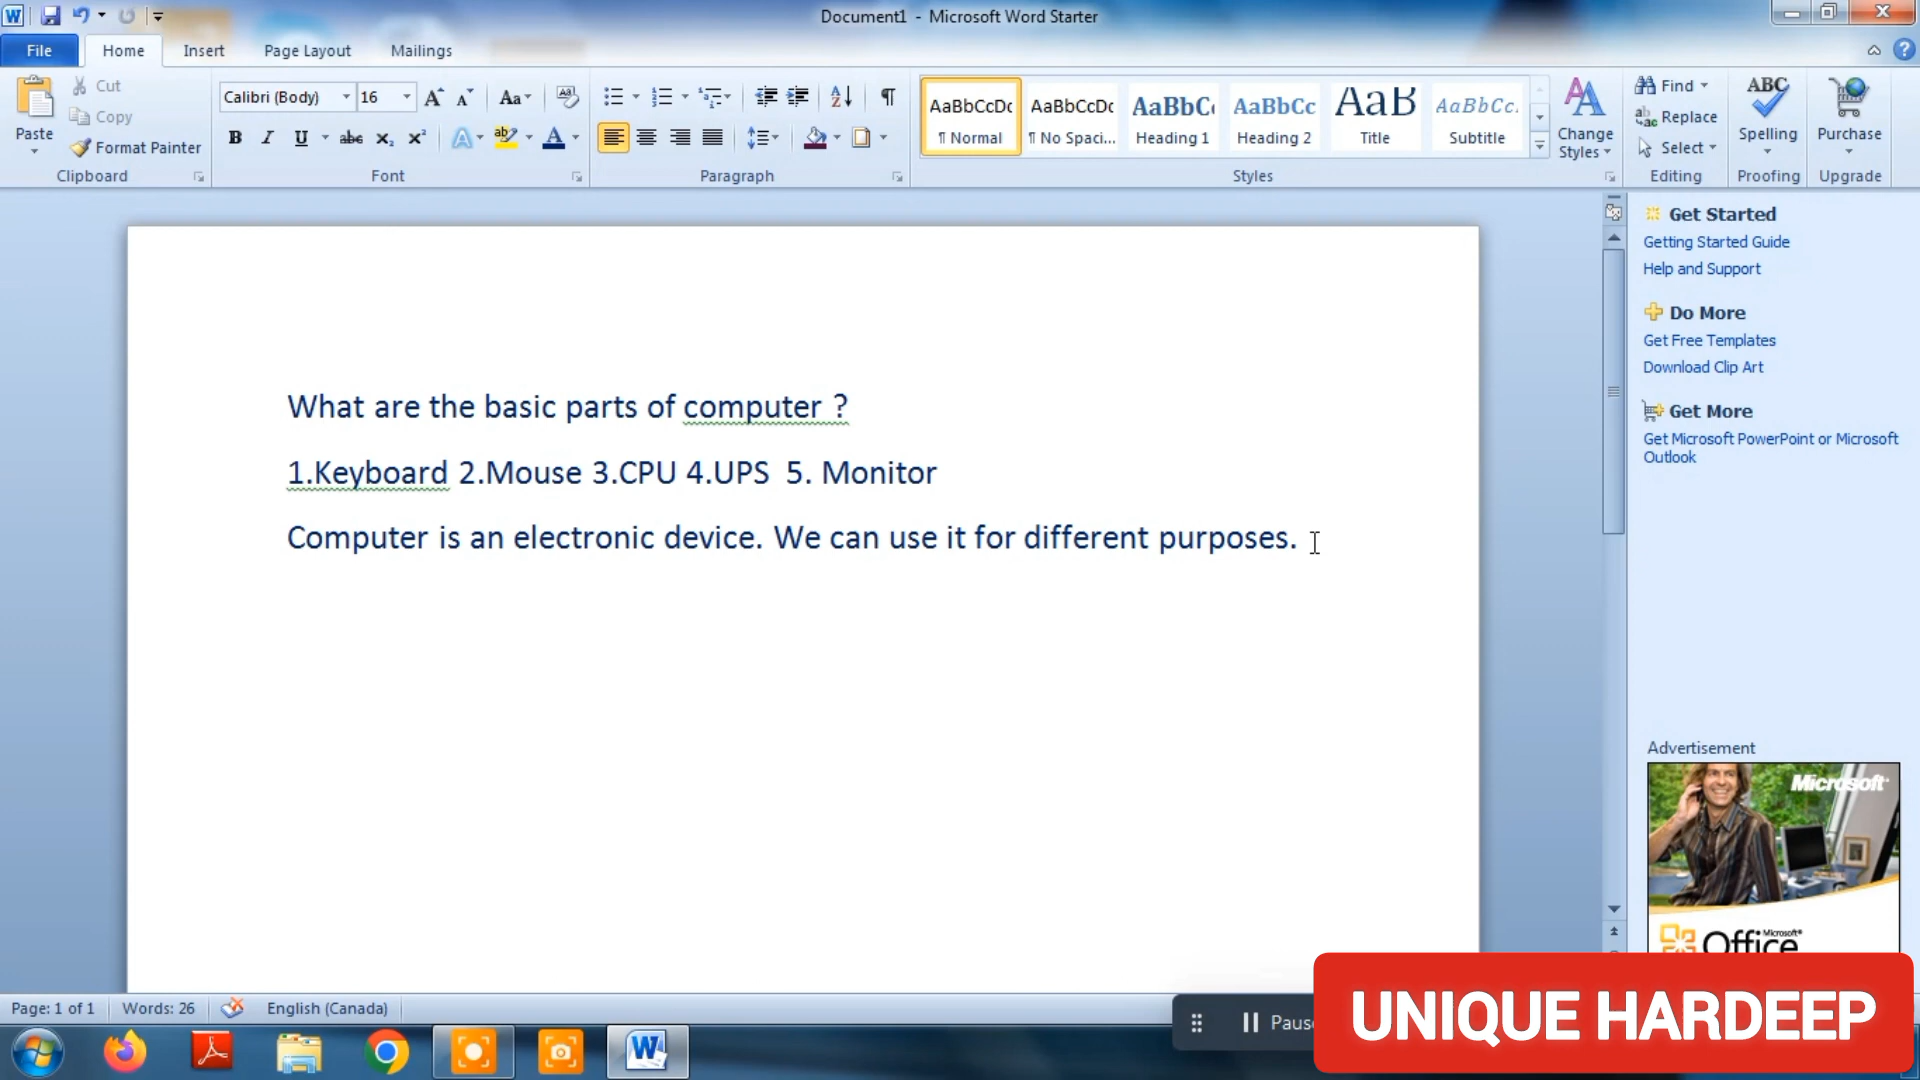 Document1 - Microsoft Word Starter
File Home Insert Page Layout Mailings
Paste
Cut
Copy
Format Painter
Clipboard
Calibri (Body) 16
Font
Paragraph
AaBbCcDc AaBbCcDc AaBbC AaBbCc AaB AaBbCc.
¶ Normal ¶ No Spaci... Heading 1 Heading 2 Title Subtitle
Styles
Change Styles
Find
Replace
Select
Editing
ABC
Spelling
Proofing
Purchase
Upgrade
What are the basic parts of computer ?
1.Keyboard 2.Mouse 3.CPU 4.UPS 5. Monitor
Computer is an electronic device. We can use it for different purposes.
Get Started
Getting Started Guide
Help and Support
Do More
Get Free Templates
Download Clip Art
Get More
Get Microsoft PowerPoint or Microsoft
Outlook
Advertisement
Microsoft
Microsoft
Office
Page: 1 of 1 Words: 26 English (Canada)
UNIQUE HARDEEP